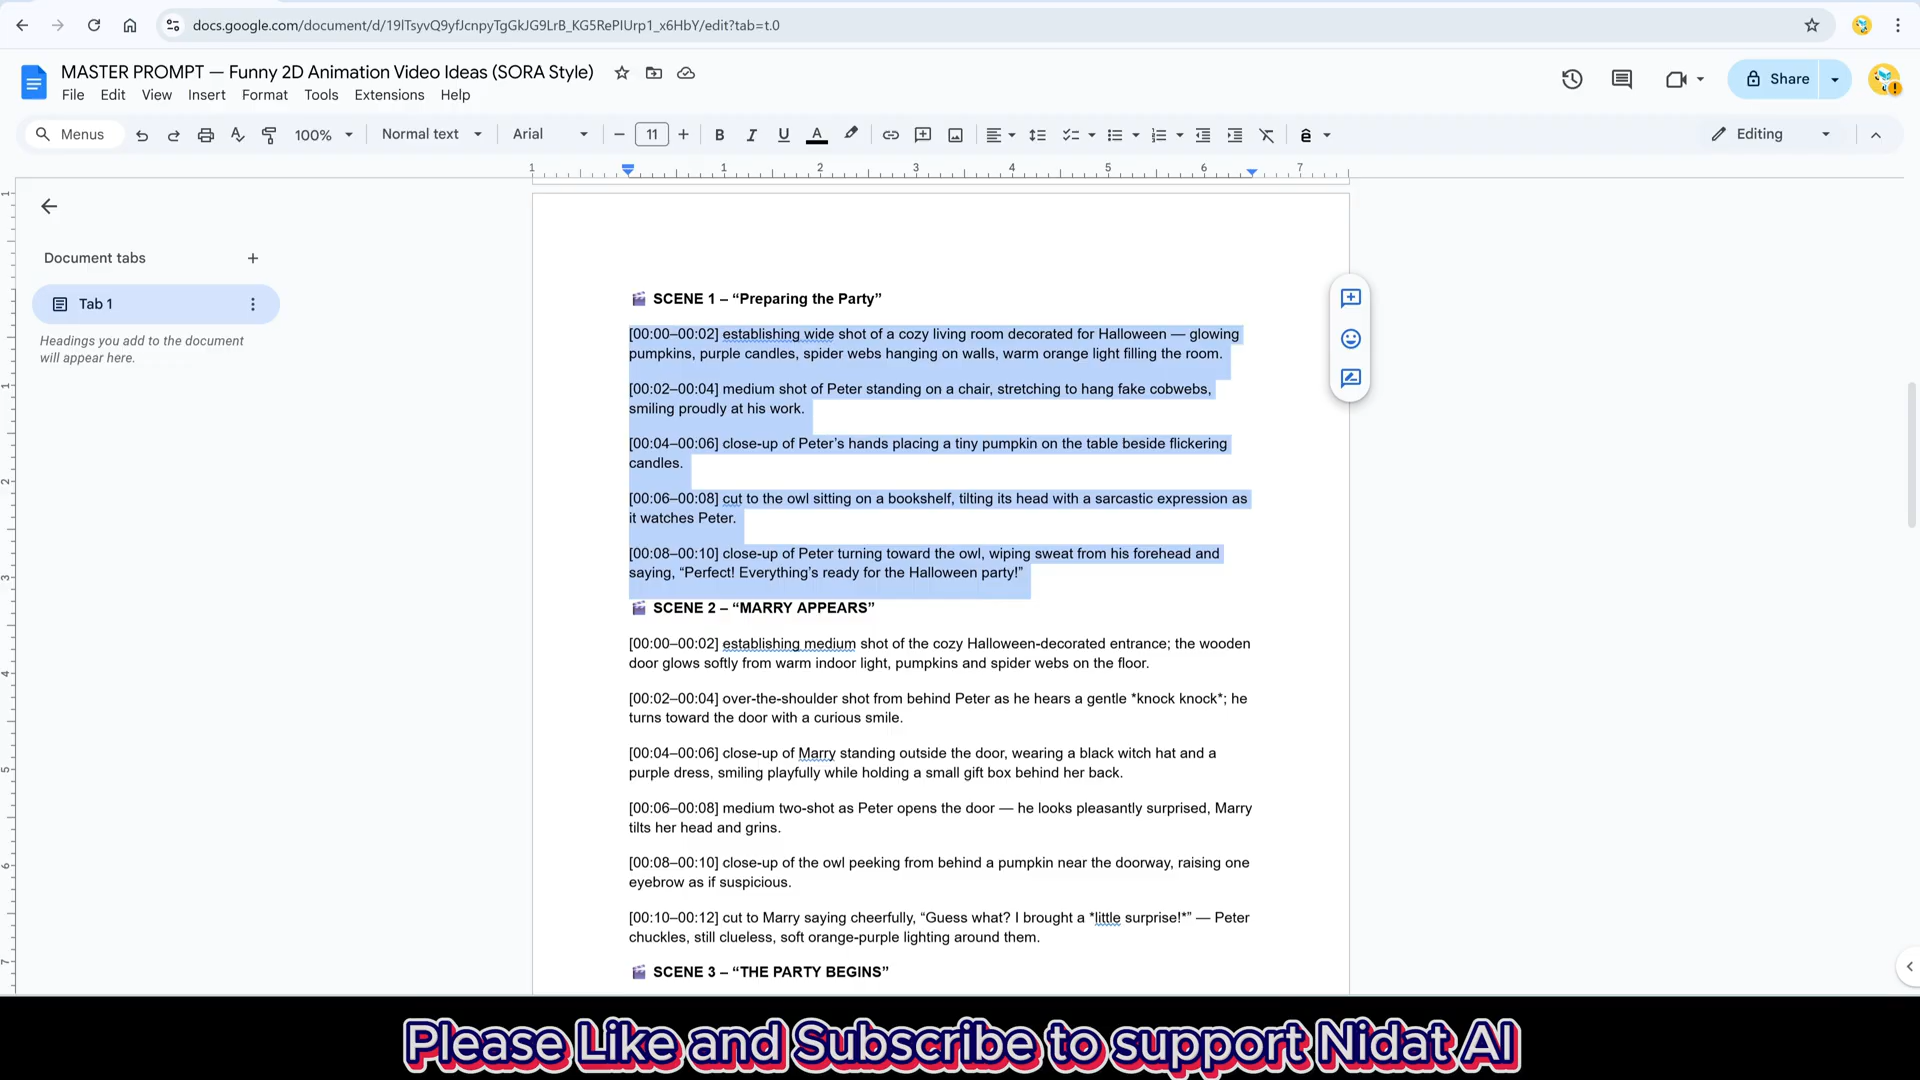 docs.google.com/document/d/19lTsyvQ9yfJcnpyTgGkJG9LrB_KG5RePlUrp1_x6HbY/edit?tab=t.0
MASTER PROMPT — Funny 2D Animation Video Ideas (SORA Style)
File Edit View Insert Format Tools Extensions Help
Share
Menus
100%
Normal text
Arial
11
Editing
1 1 2 3 4 5 6 7
Document tabs
Tab 1
Headings you add to the document
will appear here.
SCENE 1 – “Preparing the Party”
[00:00–00:02] establishing wide shot of a cozy living room decorated for Halloween — glowing
pumpkins, purple candles, spider webs hanging on walls, warm orange light filling the room.
[00:02–00:04] medium shot of Peter standing on a chair, stretching to hang fake cobwebs,
smiling proudly at his work.
[00:04–00:06] close-up of Peter’s hands placing a tiny pumpkin on the table beside flickering
candles.
[00:06–00:08] cut to the owl sitting on a bookshelf, tilting its head with a sarcastic expression as
it watches Peter.
[00:08–00:10] close-up of Peter turning toward the owl, wiping sweat from his forehead and
saying, “Perfect! Everything’s ready for the Halloween party!”
SCENE 2 – “MARRY APPEARS”
[00:00–00:02] establishing medium shot of the cozy Halloween-decorated entrance; the wooden
door glows softly from warm indoor light, pumpkins and spider webs on the floor.
[00:02–00:04] over-the-shoulder shot from behind Peter as he hears a gentle *knock knock*; he
turns toward the door with a curious smile.
[00:04–00:06] close-up of Marry standing outside the door, wearing a black witch hat and a
purple dress, smiling playfully while holding a small gift box behind her back.
[00:06–00:08] medium two-shot as Peter opens the door — he looks pleasantly surprised, Marry
tilts her head and grins.
[00:08–00:10] close-up of the owl peeking from behind a pumpkin near the doorway, raising one
eyebrow as if suspicious.
[00:10–00:12] cut to Marry saying cheerfully, “Guess what? I brought a *little surprise!*” — Peter
chuckles, still clueless, soft orange-purple lighting around them.
SCENE 3 – “THE PARTY BEGINS”
Please Like and Subscribe to support Nidat AI